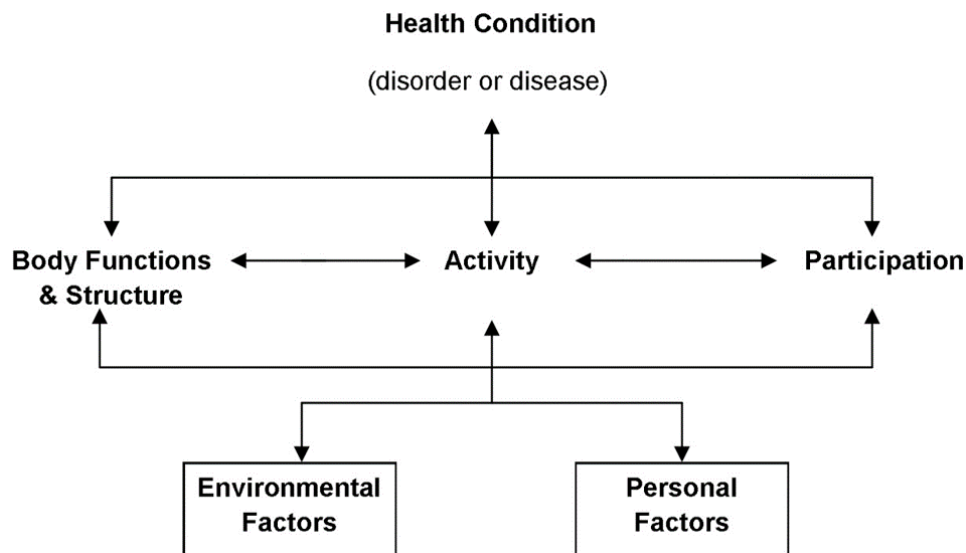 Health Condition
(disorder or disease)
Body Functions
& Structure
Activity
Participation
Environmental
Factors
Personal
Factors